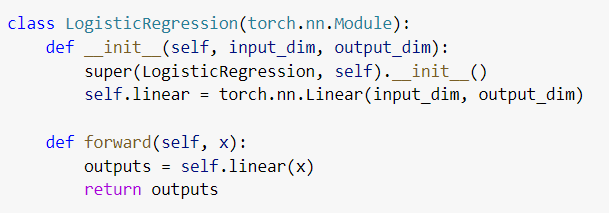 class LogisticRegression(torch.nn.Module):
    def __init__(self, input_dim, output_dim):
        super(LogisticRegression, self).__init__()
        self.linear = torch.nn.Linear(input_dim, output_dim)

    def forward(self, x):
        outputs = self.linear(x)
        return outputs